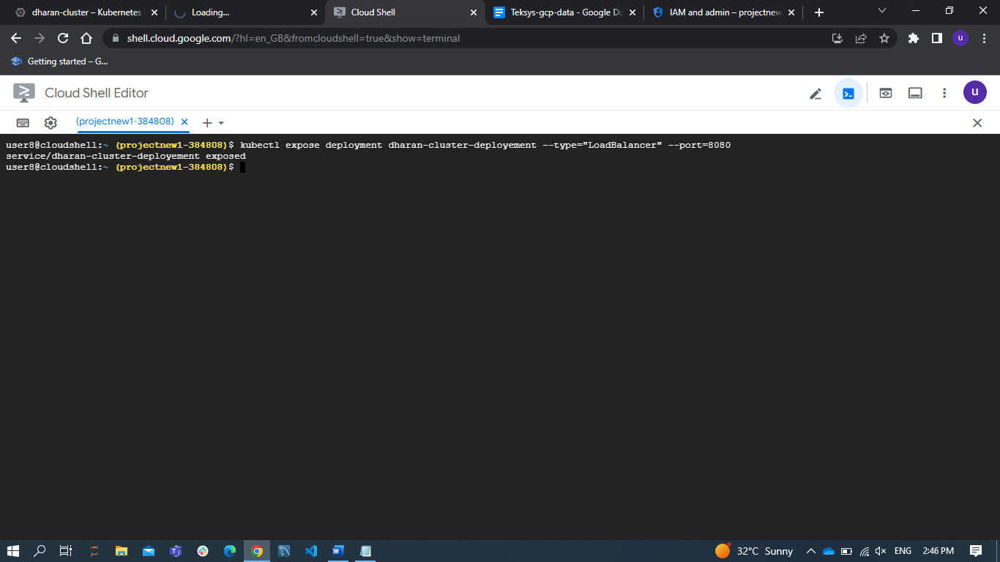 dharan-cluster – Kubernetes
Loading...
Cloud Shell
Teksys-gcp-data - Google Do
IAM and admin – projectnew
shell.cloud.google.com/?hl=en_GB&fromcloudshell=true&show=terminal
u
Getting started – G...
Cloud Shell Editor
u
(projectnew1-384808)
user8@cloudshell:~ (projectnew1-384808)$ kubectl expose deployment dharan-cluster-deployement --type="LoadBalancer" --port=8080
service/dharan-cluster-deployement exposed
user8@cloudshell:~ (projectnew1-384808)$
32°C Sunny
ENG
2:46 PM